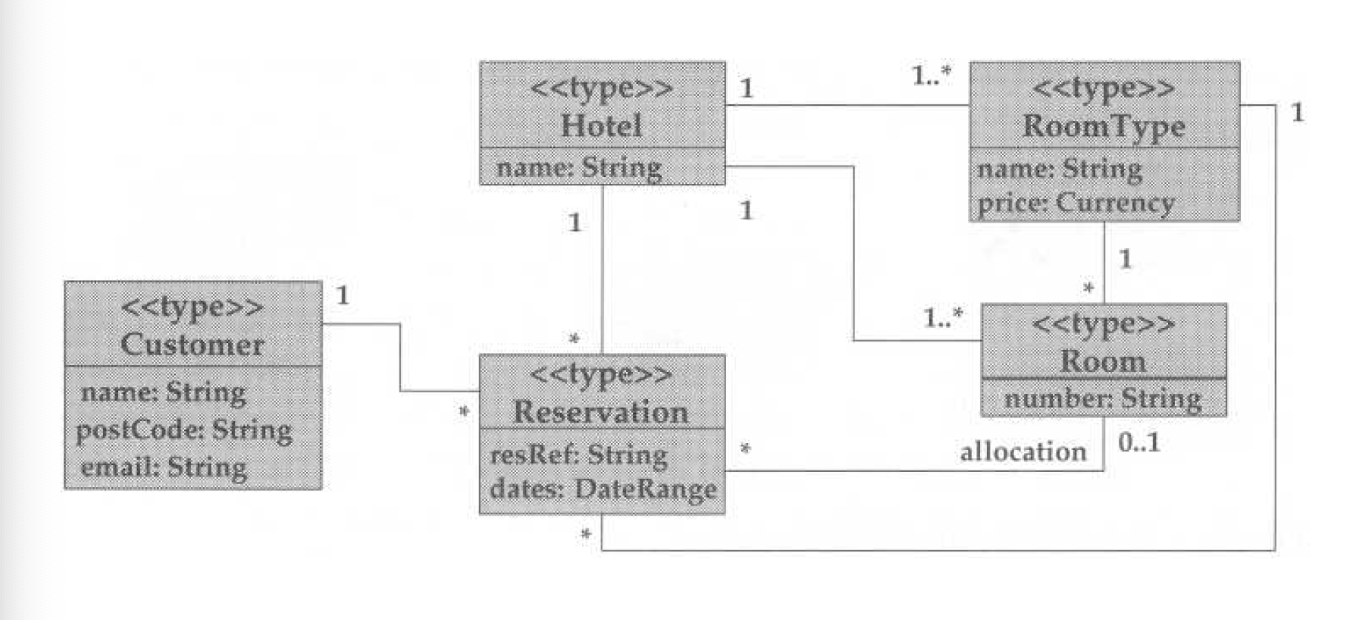 <<type>>
Hotel
name: String
1
1..*
<<type>>
RoomType
name: String
price: Currency
1
1
1
1
*
<<type>>
Customer
name: String
postCode: String
email: String
1
*
*
<<type>>
Reservation
resRef: String
dates: DateRange
*
*
1..*
<<type>>
Room
number: String
allocation
0..1